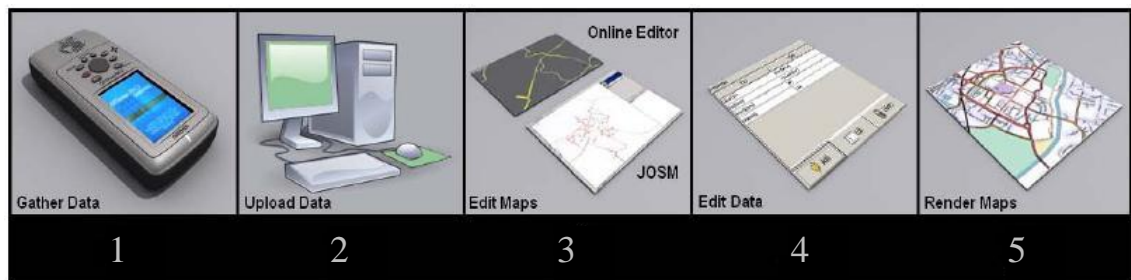 Online Editor
JOSM
Gather Data
Upload Data
Edit Maps
Edit Data
Render Maps
1
2
3
4
5